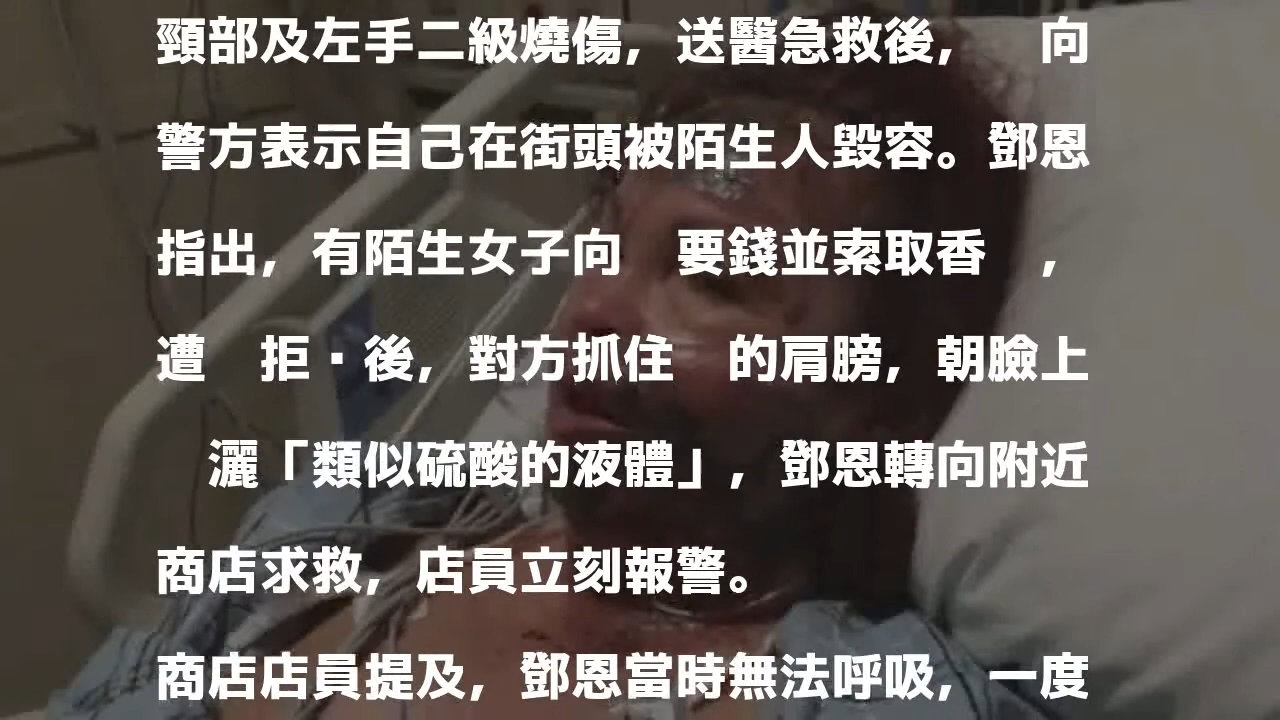 頸部及左手二級燒傷，送醫急救後，　向
警方表示自己在街頭被陌生人毀容。鄧恩
指出，有陌生女子向　要錢並索取香　，
遭　拒▪後，對方抓住　的肩膀，朝臉上
　灑「類似硫酸的液體」，鄧恩轉向附近
商店求救，店員立刻報警。
商店店員提及，鄧恩當時無法呼吸，一度